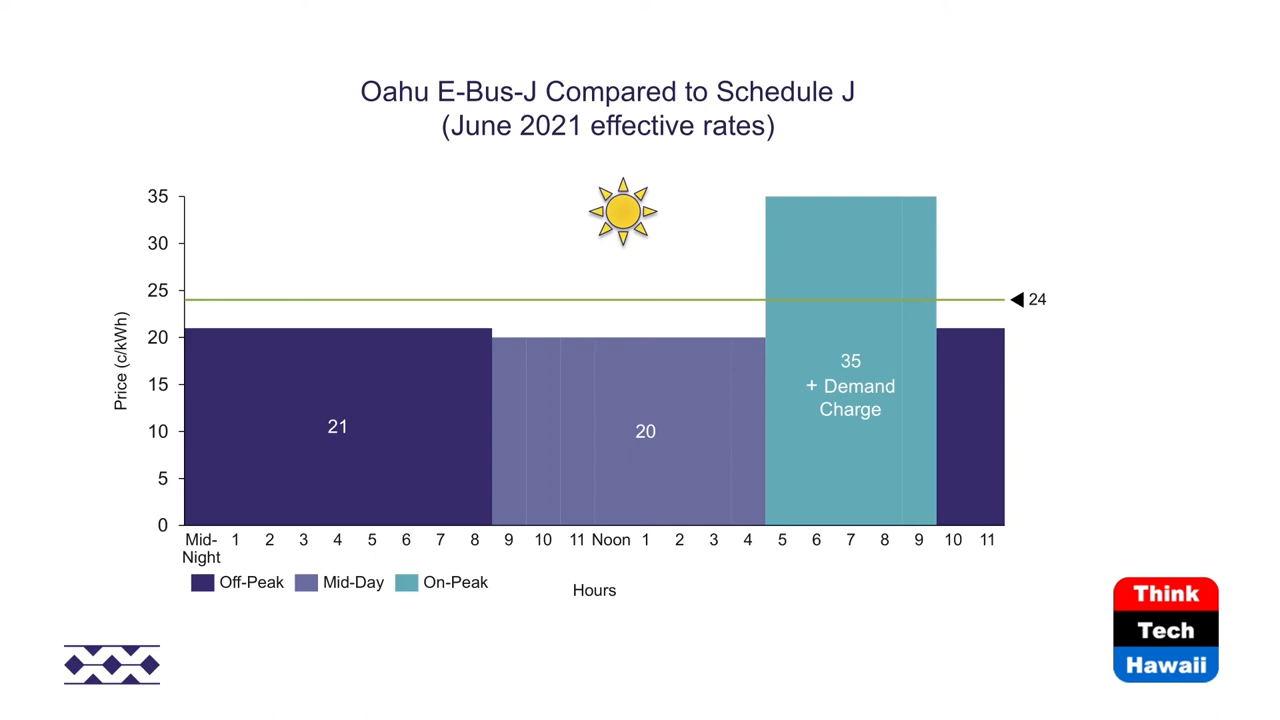 Oahu E-Bus-J Compared to Schedule J
(June 2021 effective rates)
35
30
25
20
15
10
5
0
Price (c/kWh)
24
21
20
35
+ Demand
Charge
Mid- 1 2 3 4 5 6 7 8 9 10 11 Noon 1 2 3 4 5 6 7 8 9 10 11
Night
Off-Peak Mid-Day On-Peak
Hours
Think
Tech
Hawaii